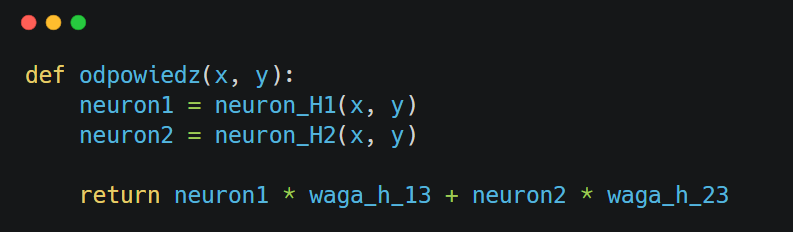 def odpowiedz(x, y):
    neuron1 = neuron_H1(x, y)
    neuron2 = neuron_H2(x, y)
    return neuron1 * waga_h_13 + neuron2 * waga_h_23